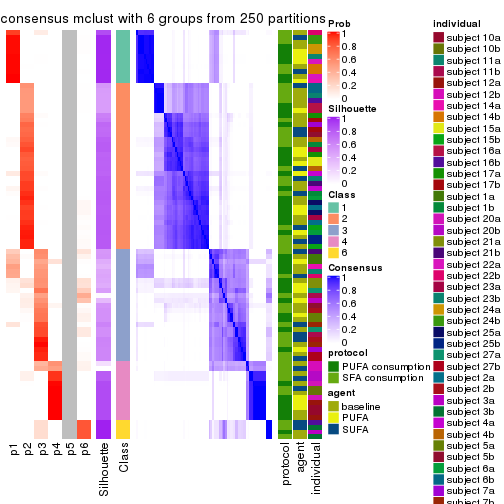 consensus mclust with 6 groups from 250 partitions
p1
p2
p3
p4
p5
p6
Silhouette
Class
protocol
agent
individual
Prob
1
0.8
0.6
0.4
0.2
0
Silhouette
1
0.8
0.6
0.4
0.2
0
Class
1
2
3
4
6
Consensus
1
0.8
0.6
0.4
0.2
0
protocol
PUFA consumption
SFA consumption
agent
baseline
PUFA
SUFA
individual
subject 10a
subject 10b
subject 11a
subject 11b
subject 12a
subject 12b
subject 14a
subject 14b
subject 15a
subject 15b
subject 16a
subject 16b
subject 17a
subject 17b
subject 1a
subject 1b
subject 20a
subject 20b
subject 21a
subject 21b
subject 22a
subject 22b
subject 23a
subject 23b
subject 24a
subject 24b
subject 25a
subject 25b
subject 27a
subject 27b
subject 2a
subject 2b
subject 3a
subject 3b
subject 4a
subject 4b
subject 5a
subject 5b
subject 6a
subject 6b
subject 7a
subject 7b